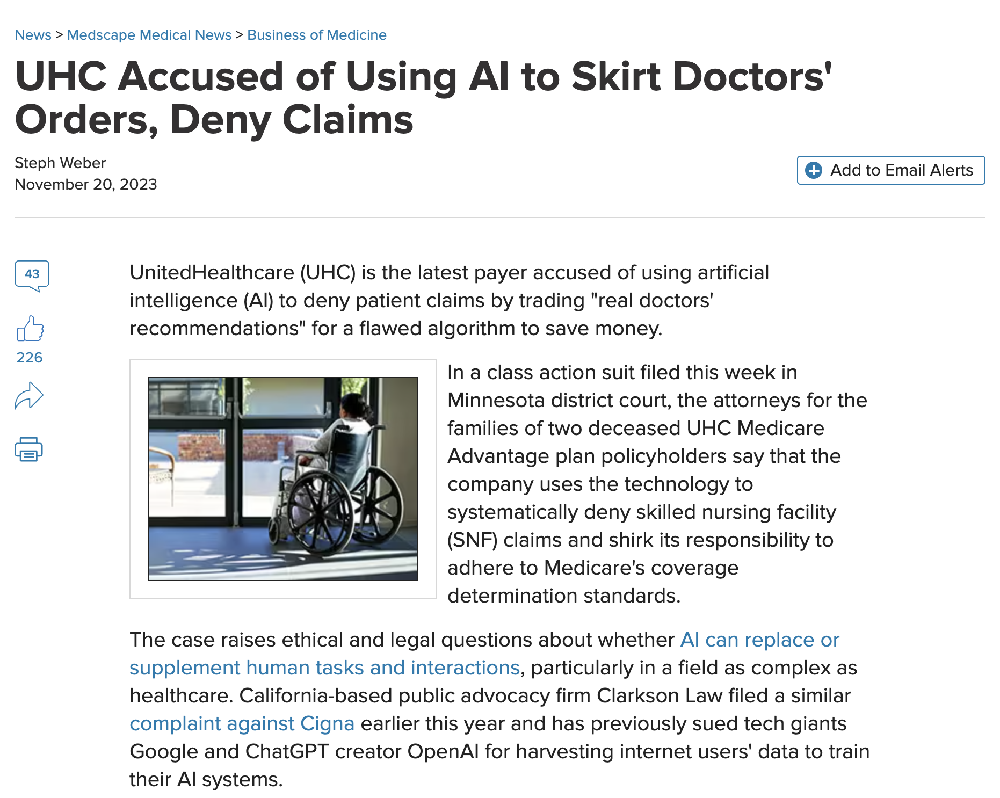 News > Medscape Medical News > Business of Medicine
UHC Accused of Using AI to Skirt Doctors'
Orders, Deny Claims
Steph Weber
November 20, 2023
Add to Email Alerts
43
226
UnitedHealthcare (UHC) is the latest payer accused of using artificial
intelligence (AI) to deny patient claims by trading "real doctors'
recommendations" for a flawed algorithm to save money.
In a class action suit filed this week in
Minnesota district court, the attorneys for the
families of two deceased UHC Medicare
Advantage plan policyholders say that the
company uses the technology to
systematically deny skilled nursing facility
(SNF) claims and shirk its responsibility to
adhere to Medicare's coverage
determination standards.
The case raises ethical and legal questions about whether AI can replace or
supplement human tasks and interactions, particularly in a field as complex as
healthcare. California-based public advocacy firm Clarkson Law filed a similar
complaint against Cigna earlier this year and has previously sued tech giants
Google and ChatGPT creator OpenAI for harvesting internet users' data to train
their AI systems.